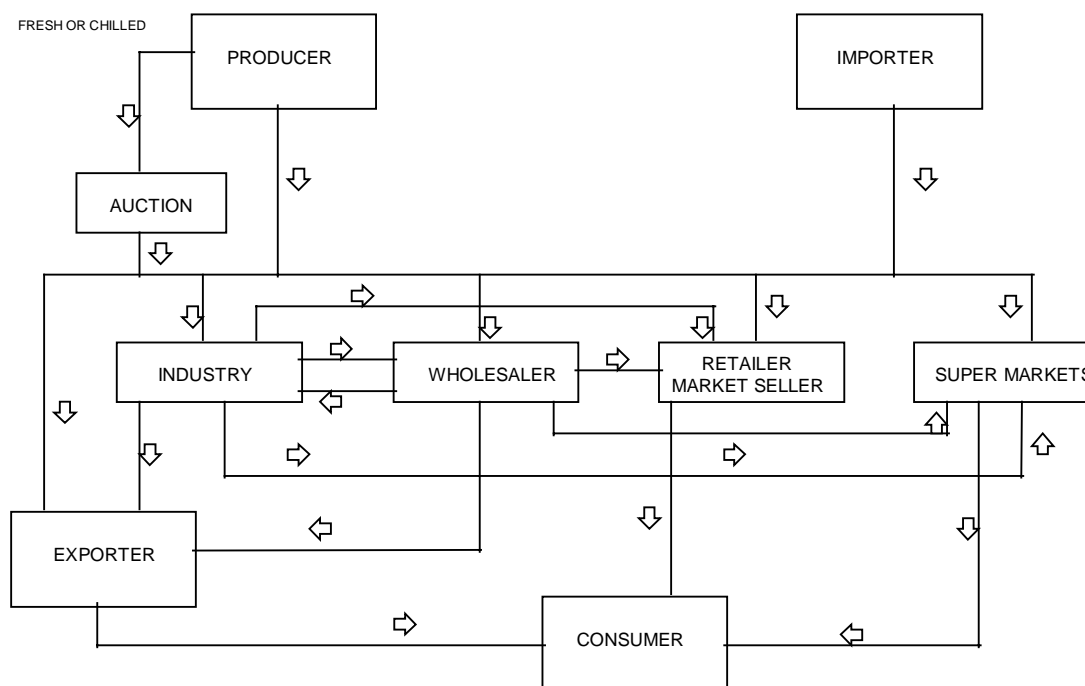 FRESH OR CHILLED
PRODUCER
IMPORTER
AUCTION
INDUSTRY
WHOLESALER
RETAILER
MARKET SELLER
SUPER MARKETS
EXPORTER
CONSUMER